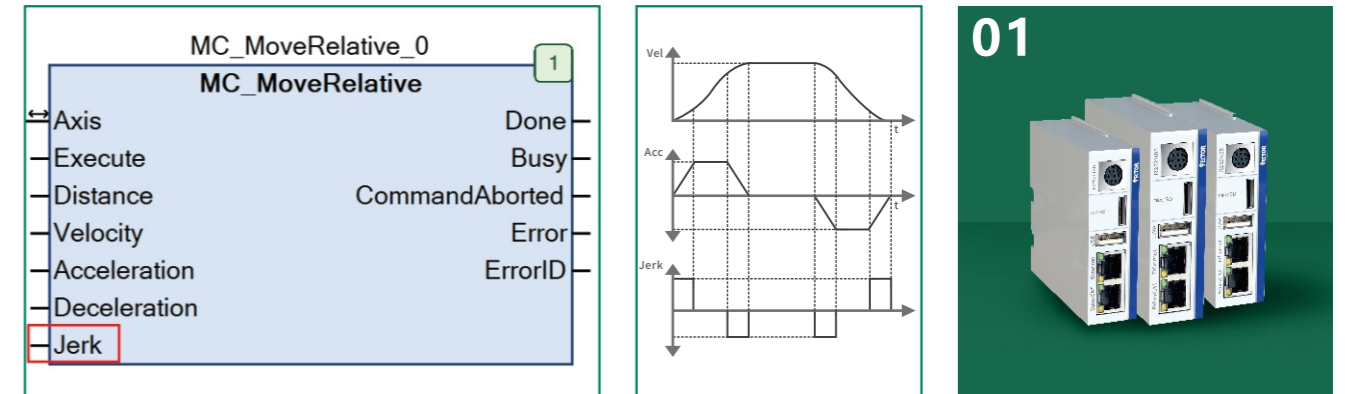 MC_MoveRelative_0
1
MC_MoveRelative
Axis
Execute
Distance
Velocity
Acceleration
Deceleration
Jerk
Done
Busy
CommandAborted
Error
ErrorID
Vel
t
Acc
t
Jerk
01